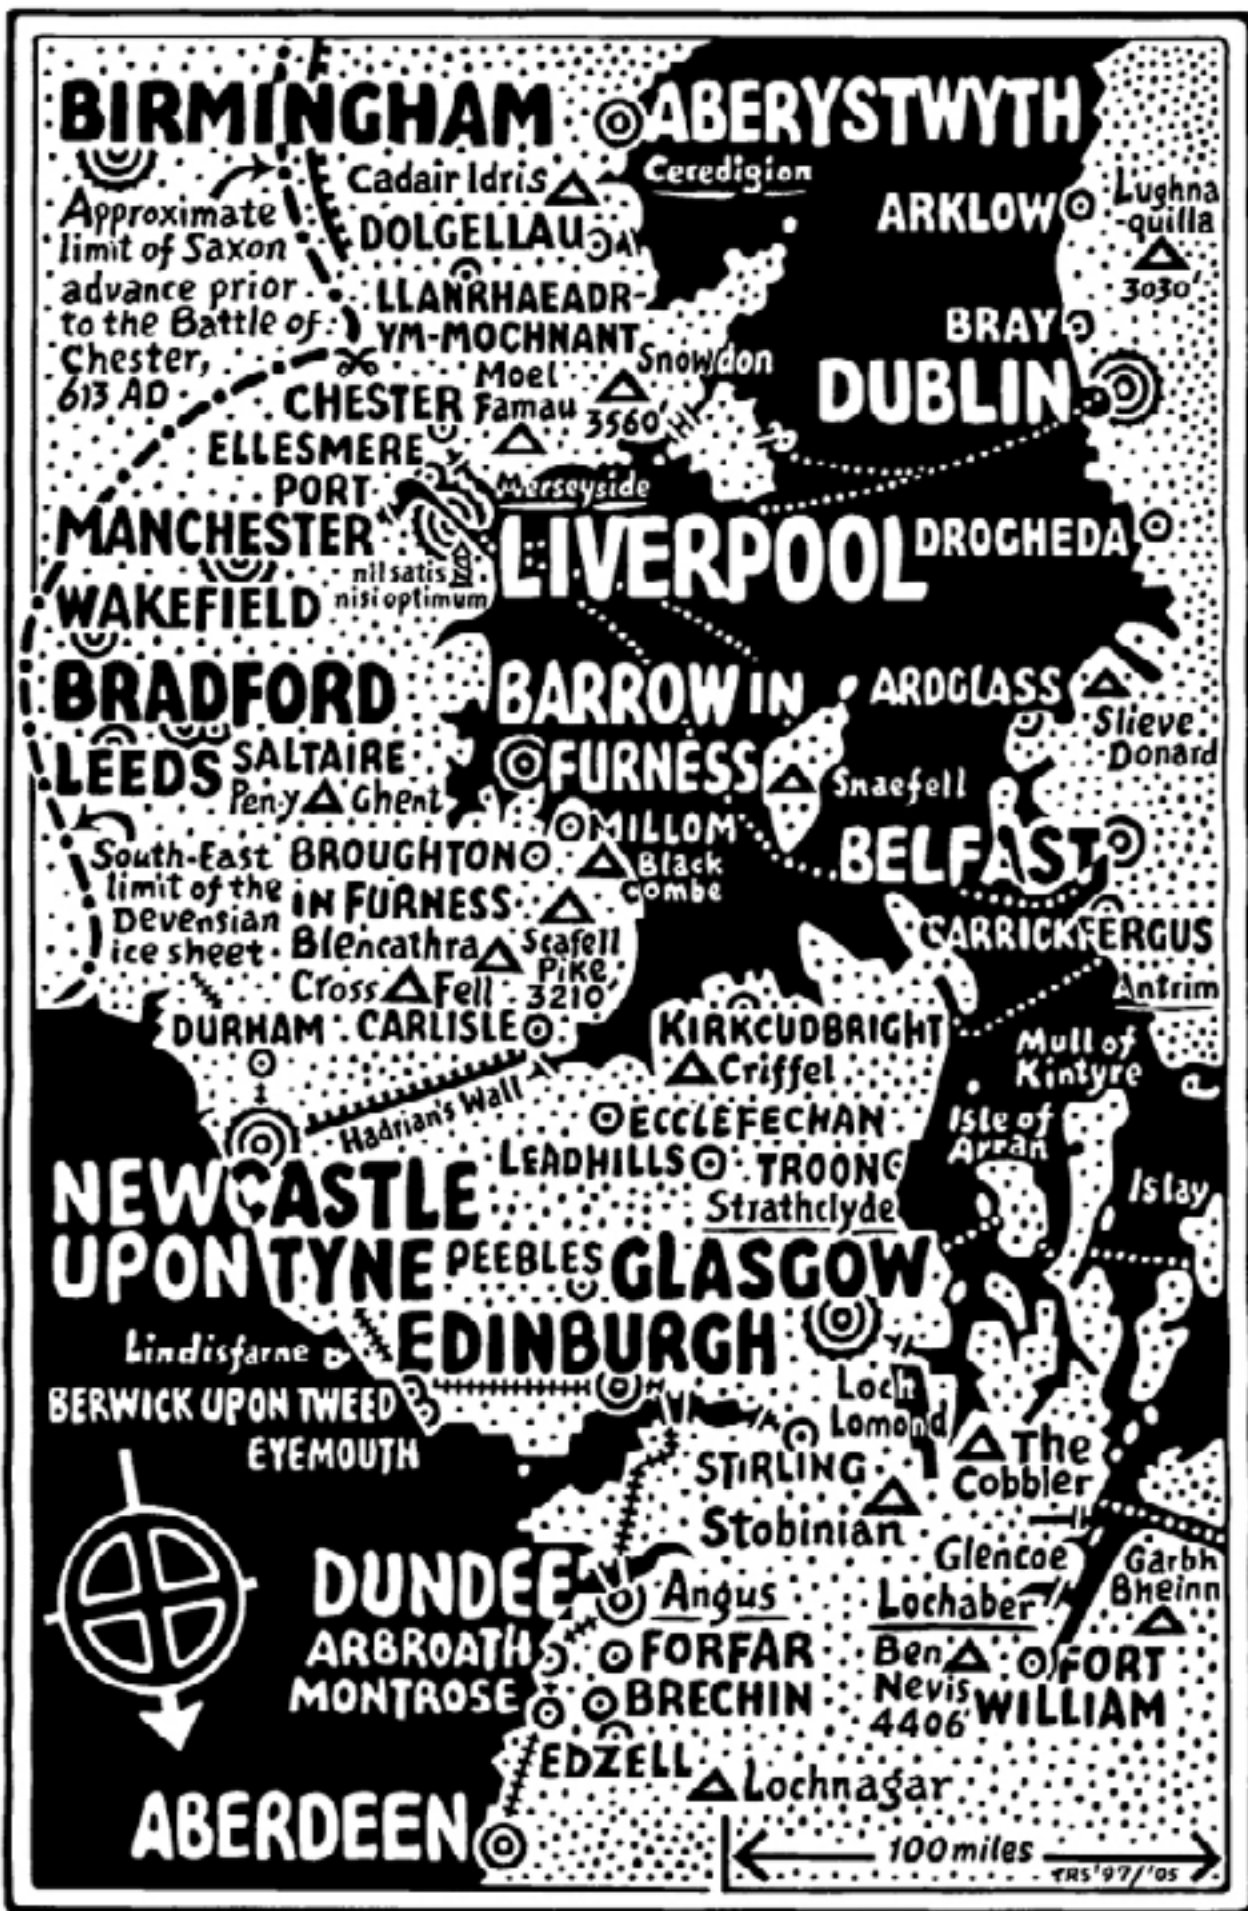 BIRMINGHAM
ABERYSTWYTH
Ceredigion
Cadair Idris
ARKLOW
Lughna
-quilla
3030'
Approximate
limit of Saxon
advance prior
to the Battle of
Chester,
613 AD
DOLGELLAU
LLANRHAEADR-
YM-MOCHNANT
BRAY
Snowdon
3560'
DUBLIN
Moel
Famau
CHESTER
ELLESMERE
PORT
Merseyside
MANCHESTER
LIVERPOOL
DROGHEDA
nil satis
nisi optimum
WAKEFIELD
BRADFORD
BARROW IN
FURNESS
ARDGLASS
Slieve
Donard
LEEDS
SALTAIRE
Pen-y Ghent
Snaefell
MILLOM
Black
Combe
BELFAST
South-East
limit of the
Devensian
ice sheet
BROUGHTON
IN FURNESS
Blencathra
Scafell
Pike
3210'
Cross Fell
CARRICKFERGUS
Antrim
DURHAM
CARLISLE
KIRKCUDBRIGHT
Criffel
Mull of
Kintyre
Hadrian's Wall
ECCLEFECHAN
Isle of
Arran
LEADHILLS
TROON
Strathclyde
Islay
NEWCASTLE
UPON TYNE
PEEBLES
GLASGOW
EDINBURGH
Lindisfarne
BERWICK UPON TWEED
EYEMOUTH
Loch
Lomond
The
Cobbler
STIRLING
Stobinian
Glencoe
Garbh
Bheinn
DUNDEE
Angus
Lochaber
ARBROATH
FORFAR
Ben
Nevis
4406'
FORT
WILLIAM
MONTROSE
BRECHIN
EDZELL
Lochnagar
ABERDEEN
100 miles
TRS '97/'05